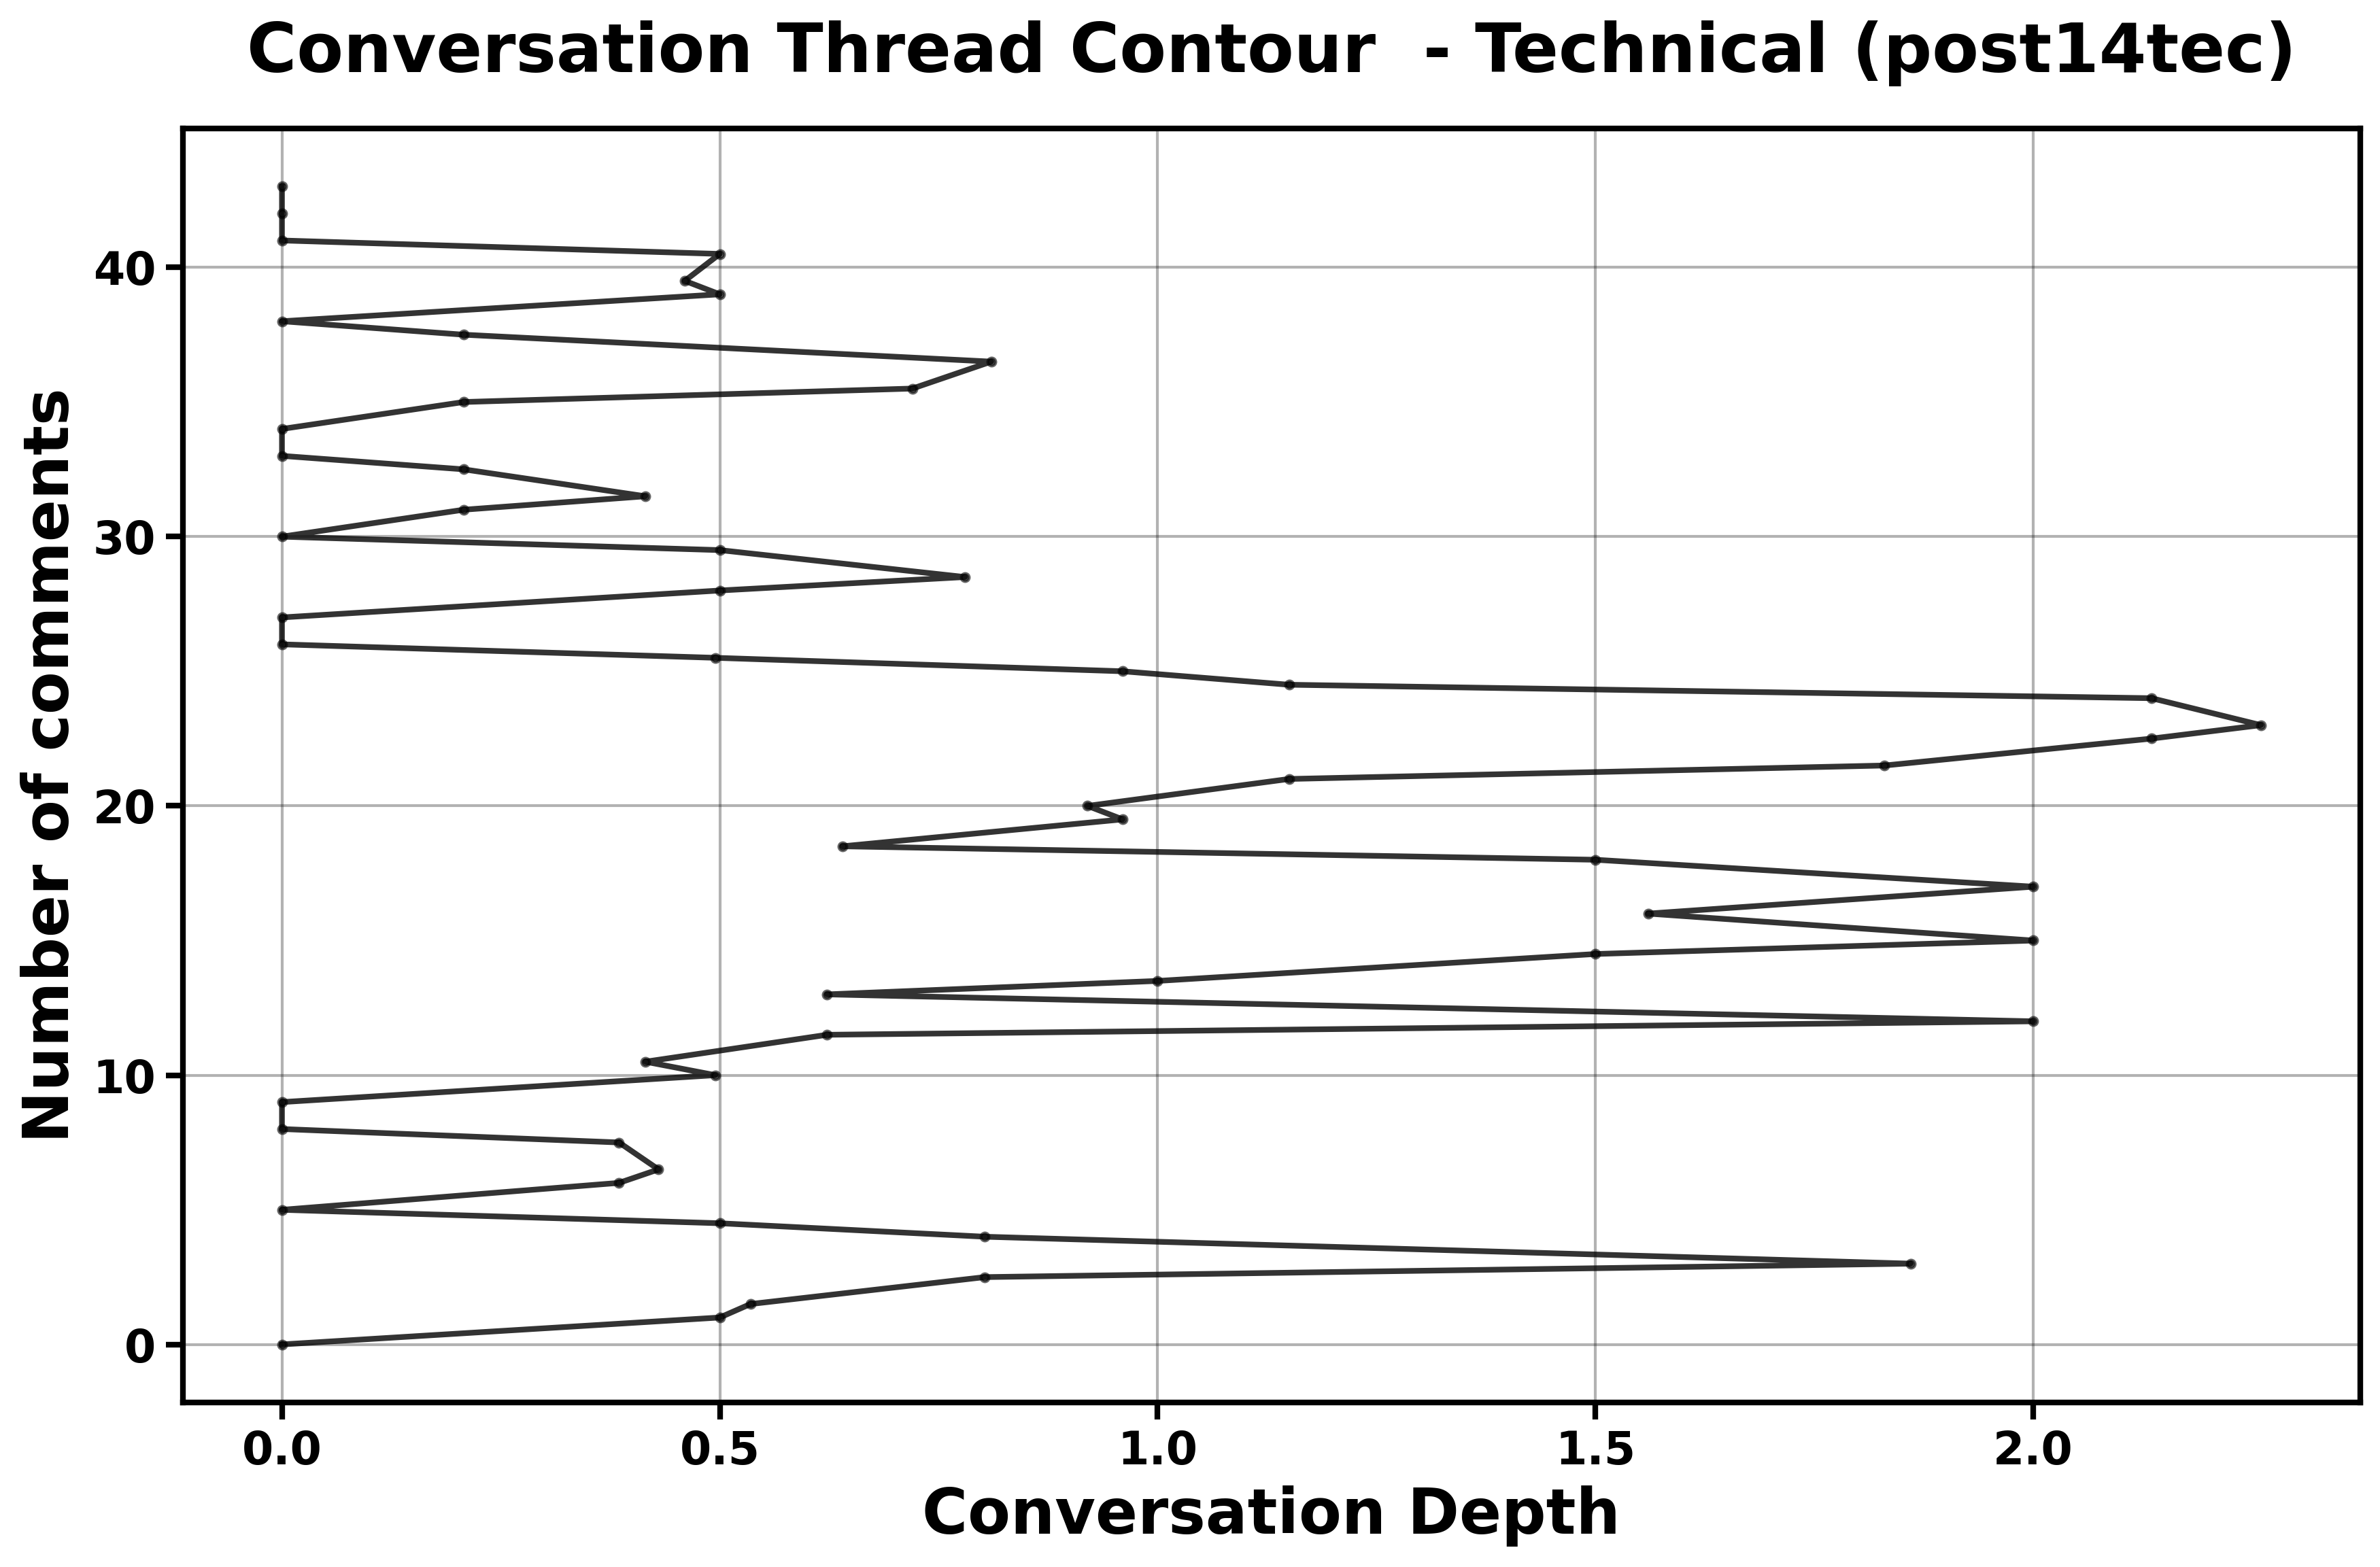 Conversation Thread Contour  - Technical (post14tec)
Number of comments
40
30
20
10
0
0.0 0.5 1.0 1.5 2.0
Conversation Depth